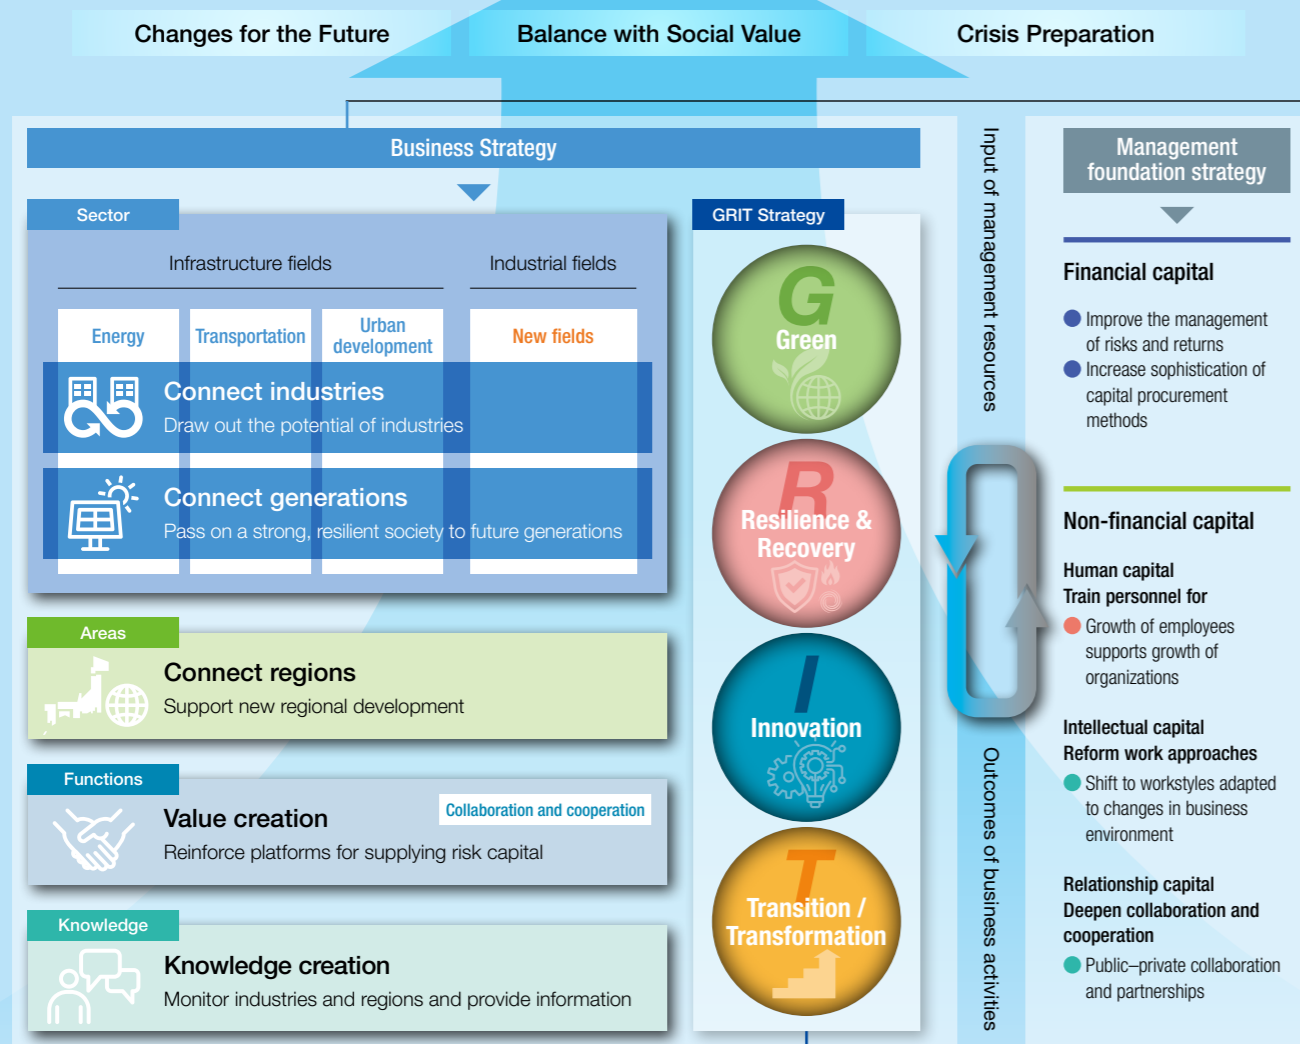 Changes for the Future
Balance with Social Value
Crisis Preparation
Business Strategy
Sector
Infrastructure fields
Industrial fields
Energy
Transportation
Urban
development
New fields
Connect industries
Draw out the potential of industries
Connect generations
Pass on a strong, resilient society to future generations
Areas
Connect regions
Support new regional development
Functions
Value creation
Collaboration and cooperation
Reinforce platforms for supplying risk capital
Knowledge
Knowledge creation
Monitor industries and regions and provide information
GRIT Strategy
G
Green
R
Resilience &
Recovery
I
Innovation
T
Transition /
Transformation
Input of management resources
Outcomes of business activities
Management
foundation strategy
Financial capital
Improve the management
of risks and returns
Increase sophistication of
capital procurement
methods
Non-financial capital
Human capital
Train personnel for
Growth of employees
supports growth of
organizations
Intellectual capital
Reform work approaches
Shift to workstyles adapted
to changes in business
environment
Relationship capital
Deepen collaboration and
cooperation
Public–private collaboration
and partnerships